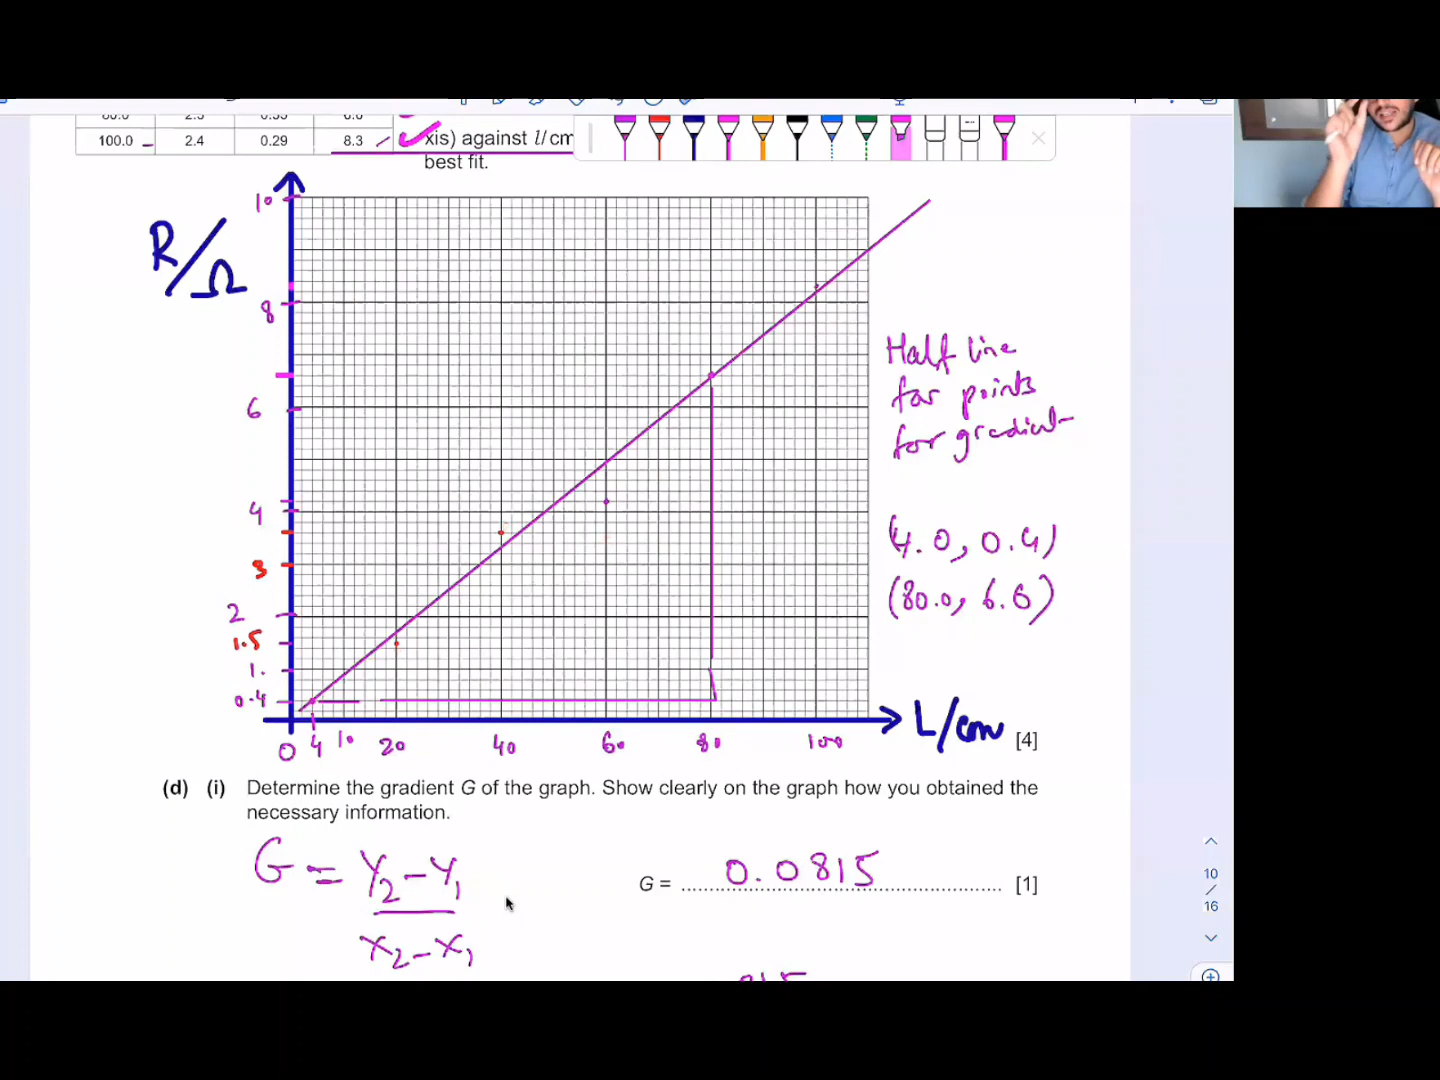 100.0 2.4 0.29 8.3 xis) against l/cm
best fit.
10
R/Ω
8
6
4
3
2
1.5
1.
0.4
0 4 10 20 40 60 80 100
L/cm
[4]
Half line
for points
for gradient
(4.0, 0.4)
(80.0, 6.6)
(d) (i) Determine the gradient G of the graph. Show clearly on the graph how you obtained the
necessary information.
G = Y2 - Y1
X2 - X1
G = 0.0815 [1]
10
/
16